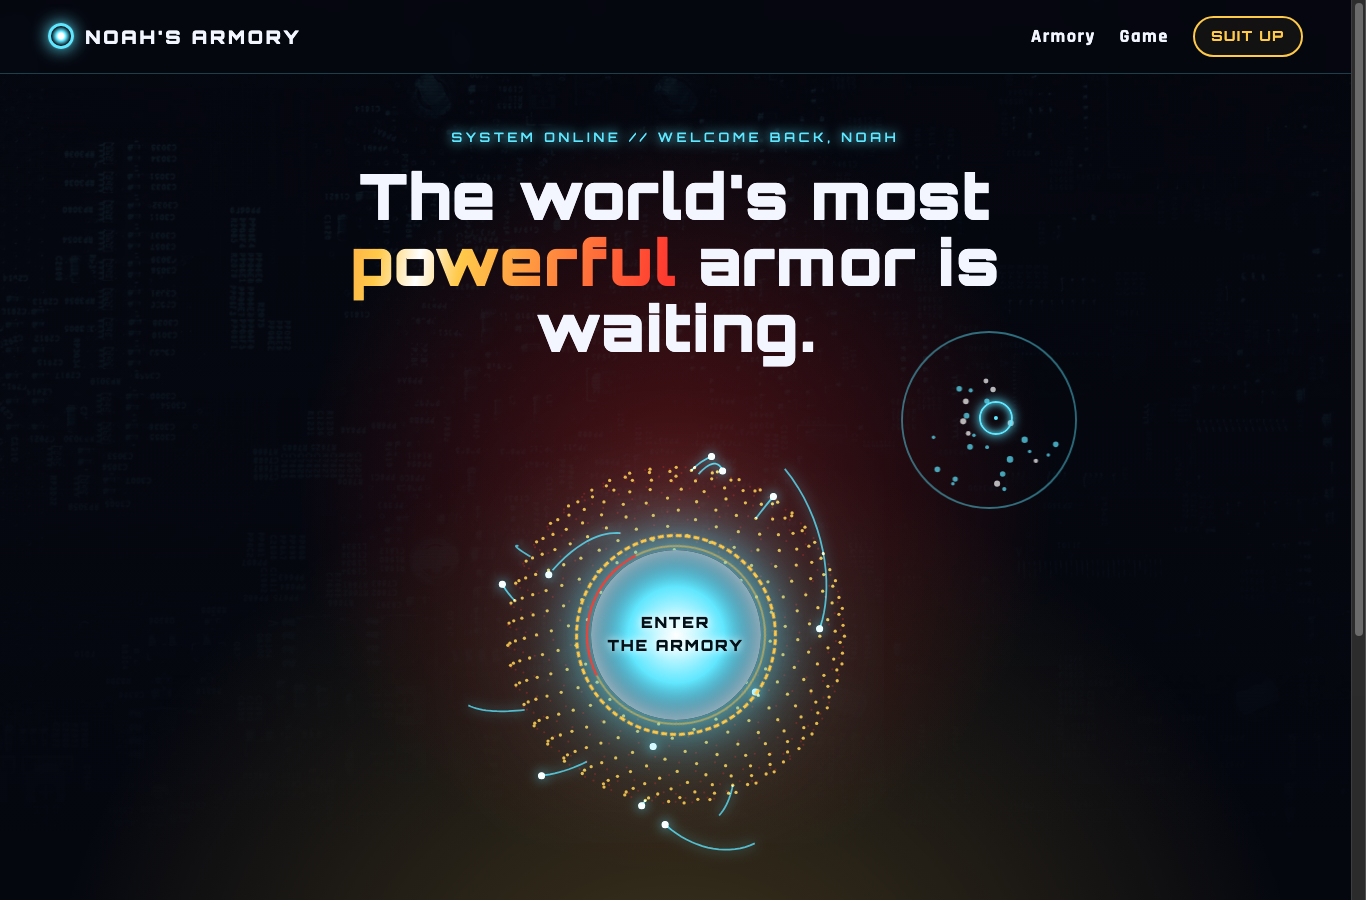 NOAH'S ARMORY
Armory
Game
SUIT UP
SYSTEM ONLINE // WELCOME BACK, NOAH
The world's most
powerful armor is
waiting.
ENTER
THE ARMORY